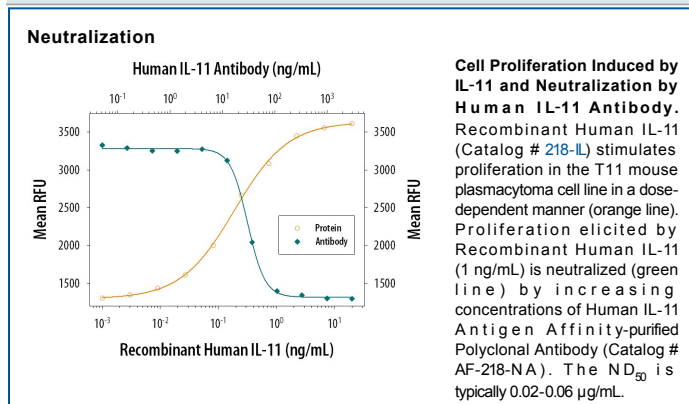 Neutralization
Human IL-11 Antibody (ng/mL)
10⁻¹ 10⁰ 10¹ 10² 10³
3500 3500
3000 3000
2500 2500
2000 2000
1500 1500
Mean RFU
Mean RFU
Protein
Antibody
10⁻³ 10⁻² 10⁻¹ 10⁰ 10¹
Recombinant Human IL-11 (ng/mL)
Cell Proliferation Induced by
IL-11 and Neutralization by
Human IL-11 Antibody.
Recombinant Human IL-11
(Catalog # 218-IL) stimulates
proliferation in the T11 mouse
plasmacytoma cell line in a dose-
dependent manner (orange line).
Proliferation elicited by
Recombinant Human IL-11
(1 ng/mL) is neutralized (green
line) by increasing
concentrations of Human IL-11
Antigen Affinity-purified
Polyclonal Antibody (Catalog #
AF-218-NA). The ND₅₀ is
typically 0.02-0.06 µg/mL.